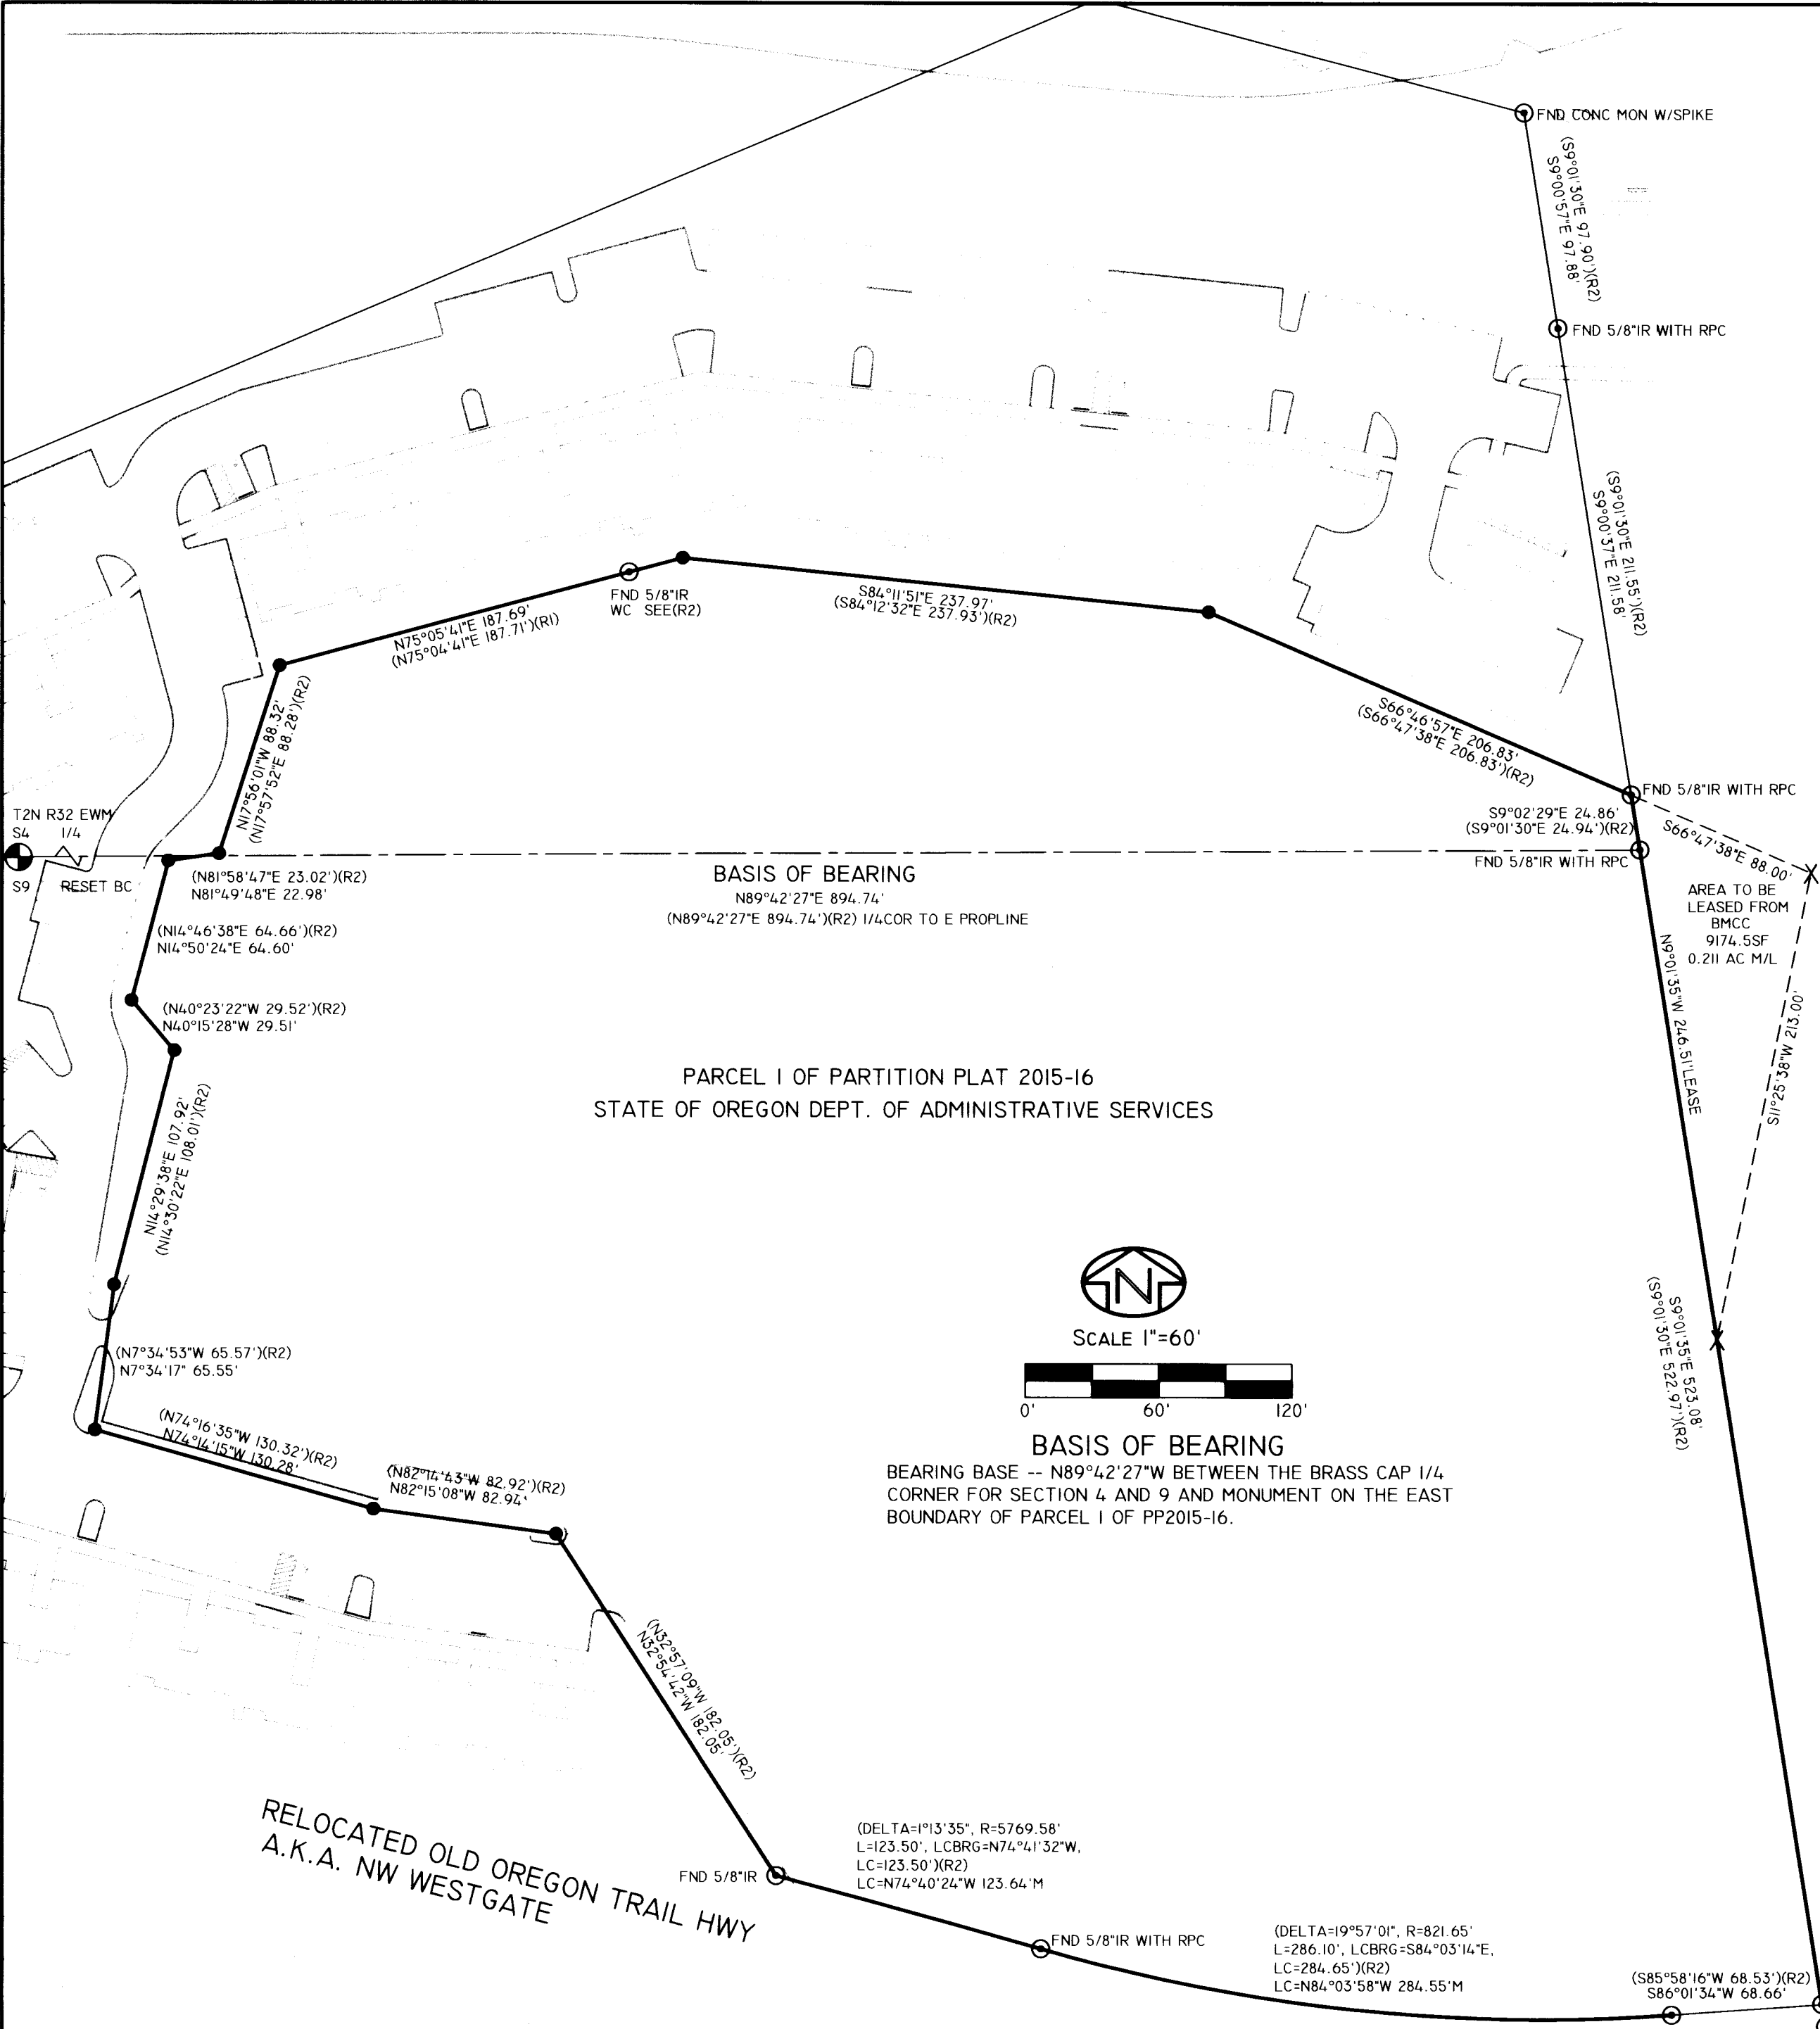 FND CONC MON W/SPIKE
(S9°01'30"E 97.90')(R2)
S9°00'57"E 97.88'
FND 5/8"IR WITH RPC
(S9°01'30"E 211.55')(R2)
S9°00'37"E 211.58'
FND 5/8"IR
WC SEE(R2)
S84°11'51"E 237.97'
(S84°12'32"E 237.93')(R2)
N75°05'41"E 187.69'
(N75°04'41"E 187.71')(R1)
N17°56'01"W 88.32'
(N17°57'52"E 88.28')(R2)
S66°46'57"E 206.83'
(S66°47'38"E 206.83')(R2)
FND 5/8"IR WITH RPC
S9°02'29"E 24.86'
(S9°01'30"E 24.94')(R2)
S66°47'38"E 88.00'
FND 5/8"IR WITH RPC
T2N R32 EWM
S4 1/4
S9 RESET BC
(N81°58'47"E 23.02')(R2)
N81°49'48"E 22.98'
BASIS OF BEARING
N89°42'27"E 894.74'
(N89°42'27"E 894.74')(R2) 1/4COR TO E PROPLINE
AREA TO BE
LEASED FROM
BMCC
9174.5SF
0.211 AC M/L
(N14°46'38"E 64.66')(R2)
N14°50'24"E 64.60'
N9°01'35"W 246.51'LEASE
S11°25'38"W 213.00'
(N40°23'22"W 29.52')(R2)
N40°15'28"W 29.51'
PARCEL 1 OF PARTITION PLAT 2015-16
STATE OF OREGON DEPT. OF ADMINISTRATIVE SERVICES
N14°29'38"E 107.92'
(N14°30'22"E 108.01')(R2)
N
SCALE 1"=60'
0' 60' 120'
S9°01'35"E 523.08'
(S9°01'30"E 522.97')(R2)
(N7°34'53"W 65.57')(R2)
N7°34'17" 65.55'
(N74°16'35"W 130.32')(R2)
N74°14'15"W 130.28'
(N82°14'43"W 82.92')(R2)
N82°15'08"W 82.94'
BASIS OF BEARING
BEARING BASE -- N89°42'27"W BETWEEN THE BRASS CAP 1/4
CORNER FOR SECTION 4 AND 9 AND MONUMENT ON THE EAST
BOUNDARY OF PARCEL 1 OF PP2015-16.
(N32°57'09"W 182.05')(R2)
N32°54'42"W 182.05'
RELOCATED OLD OREGON TRAIL HWY
A.K.A. NW WESTGATE
FND 5/8"IR
(DELTA=1°13'35", R=5769.58'
L=123.50', LCBRG=N74°41'32"W,
LC=123.50')(R2)
LC=N74°40'24"W 123.64'M
FND 5/8"IR WITH RPC
(DELTA=19°57'01", R=821.65'
L=286.10', LCBRG=S84°03'14"E,
LC=284.65')(R2)
LC=N84°03'58"W 284.55'M
(S85°58'16"W 68.53')(R2)
S86°01'34"W 68.66'